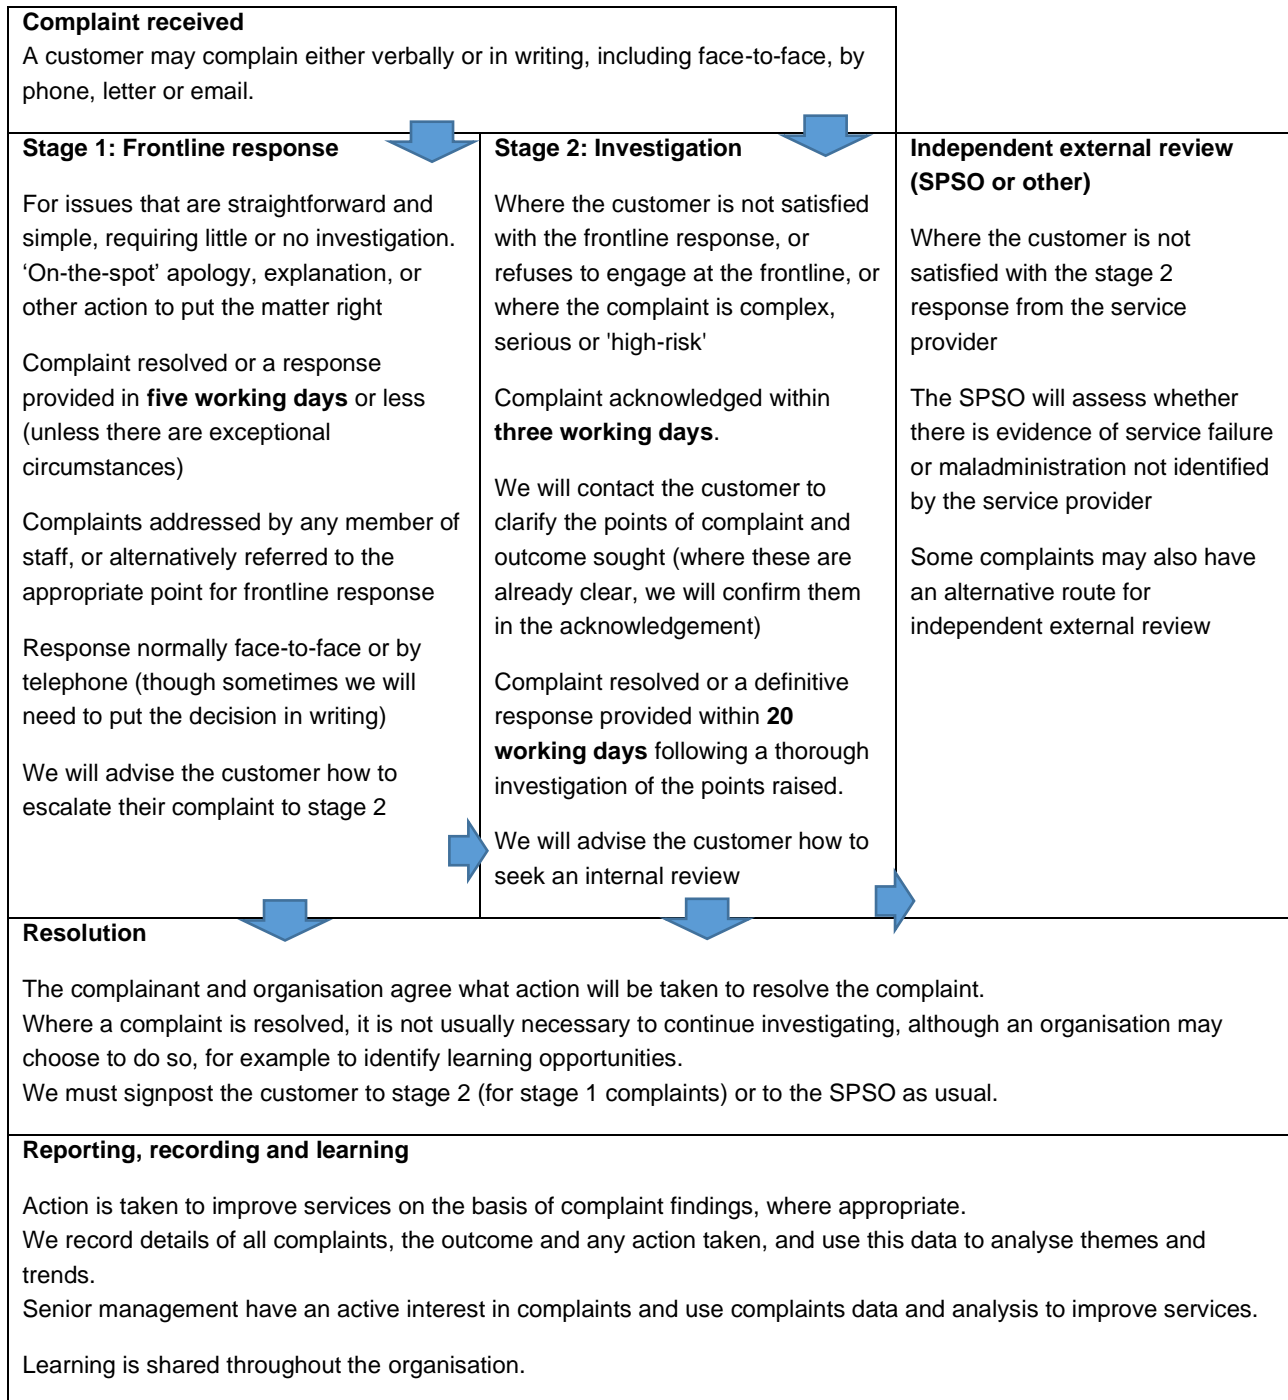 Complaint received
A customer may complain either verbally or in writing, including face-to-face, by
phone, letter or email.
Stage 1: Frontline response
For issues that are straightforward and
simple, requiring little or no investigation.
‘On-the-spot’ apology, explanation, or
other action to put the matter right
Complaint resolved or a response
provided in five working days or less
(unless there are exceptional
circumstances)
Complaints addressed by any member of
staff, or alternatively referred to the
appropriate point for frontline response
Response normally face-to-face or by
telephone (though sometimes we will
need to put the decision in writing)
We will advise the customer how to
escalate their complaint to stage 2
Stage 2: Investigation
Where the customer is not satisfied
with the frontline response, or
refuses to engage at the frontline, or
where the complaint is complex,
serious or 'high-risk'
Complaint acknowledged within
three working days.
We will contact the customer to
clarify the points of complaint and
outcome sought (where these are
already clear, we will confirm them
in the acknowledgement)
Complaint resolved or a definitive
response provided within 20
working days following a thorough
investigation of the points raised.
We will advise the customer how to
seek an internal review
Independent external review
(SPSO or other)
Where the customer is not
satisfied with the stage 2
response from the service
provider
The SPSO will assess whether
there is evidence of service failure
or maladministration not identified
by the service provider
Some complaints may also have
an alternative route for
independent external review
Resolution
The complainant and organisation agree what action will be taken to resolve the complaint.
Where a complaint is resolved, it is not usually necessary to continue investigating, although an organisation may
choose to do so, for example to identify learning opportunities.
We must signpost the customer to stage 2 (for stage 1 complaints) or to the SPSO as usual.
Reporting, recording and learning
Action is taken to improve services on the basis of complaint findings, where appropriate.
We record details of all complaints, the outcome and any action taken, and use this data to analyse themes and
trends.
Senior management have an active interest in complaints and use complaints data and analysis to improve services.
Learning is shared throughout the organisation.